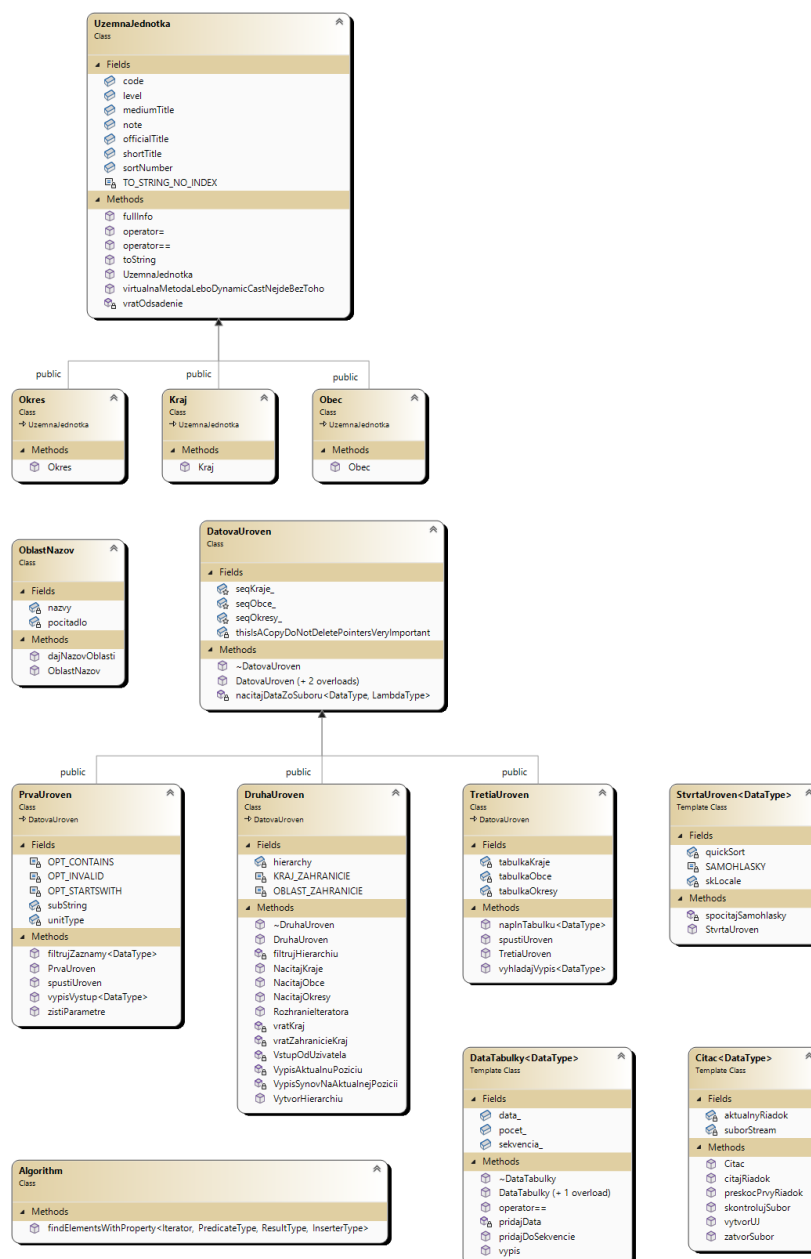 UzemnaJednotka
Class
Fields
code
level
mediumTitle
note
officialTitle
shortTitle
sortNumber
TO_STRING_NO_INDEX
Methods
fullInfo
operator=
operator==
toString
UzemnaJednotka
virtualnaMetodaLeboDynamicCastNejdeBezToho
vratOdsadenie
public
public
public
Okres
Class
UzemnaJednotka
Methods
Okres
Kraj
Class
UzemnaJednotka
Methods
Kraj
Obec
Class
UzemnaJednotka
Methods
Obec
OblastNazov
Class
Fields
nazvy
pocitadlo
Methods
dajNazovOblasti
OblastNazov
DatovaUroven
Class
Fields
seqKraje_
seqObce_
seqOkresy_
thisIsACopyDoNotDeletePointersVeryImportant
Methods
~DatovaUroven
DatovaUroven (+ 2 overloads)
nacitajDataZoSuboru<DataType, LambdaType>
public
public
public
PrvaUroven
Class
DatovaUroven
Fields
OPT_CONTAINS
OPT_INVALID
OPT_STARTSWITH
subString
unitType
Methods
filtrujZaznamy<DataType>
PrvaUroven
spustiUroven
vypisVystup<DataType>
zistiParametre
DruhaUroven
Class
DatovaUroven
Fields
hierarchy
KRAJ_ZAHRANICIE
OBLAST_ZAHRANICIE
Methods
~DruhaUroven
DruhaUroven
filtrujHierarchiu
NacitajKraje
NacitajObce
NacitajOkresy
RozhranieIteratora
vratKraj
vratZahranicieKraj
VstupOdUzivatela
VypisAktualnuPoziciu
VypisSynovNaAktualnejPozicii
VytvorHierarchiu
TretiaUroven
Class
DatovaUroven
Fields
tabulkaKraje
tabulkaObce
tabulkaOkresy
Methods
naplnTabulku<DataType>
spustiUroven
TretiaUroven
vyhladajVypis<DataType>
StvrtaUroven<DataType>
Template Class
Fields
quickSort
SAMOHLASKY
skLocale
Methods
spocitajSamohlasky
StvrtaUroven
DataTabulky<DataType>
Template Class
Fields
data_
pocet_
sekvencia_
Methods
~DataTabulky
DataTabulky (+ 1 overload)
operator==
pridajData
pridajDoSekvencie
vypis
Citac<DataType>
Template Class
Fields
aktualnyRiadok
suborStream
Methods
Citac
citajRiadok
preskocPrvyRiadok
skontrolujSubor
vytvorUJ
zatvorSubor
Algorithm
Class
Methods
findElementsWithProperty<Iterator, PredicateType, ResultType, InserterType>